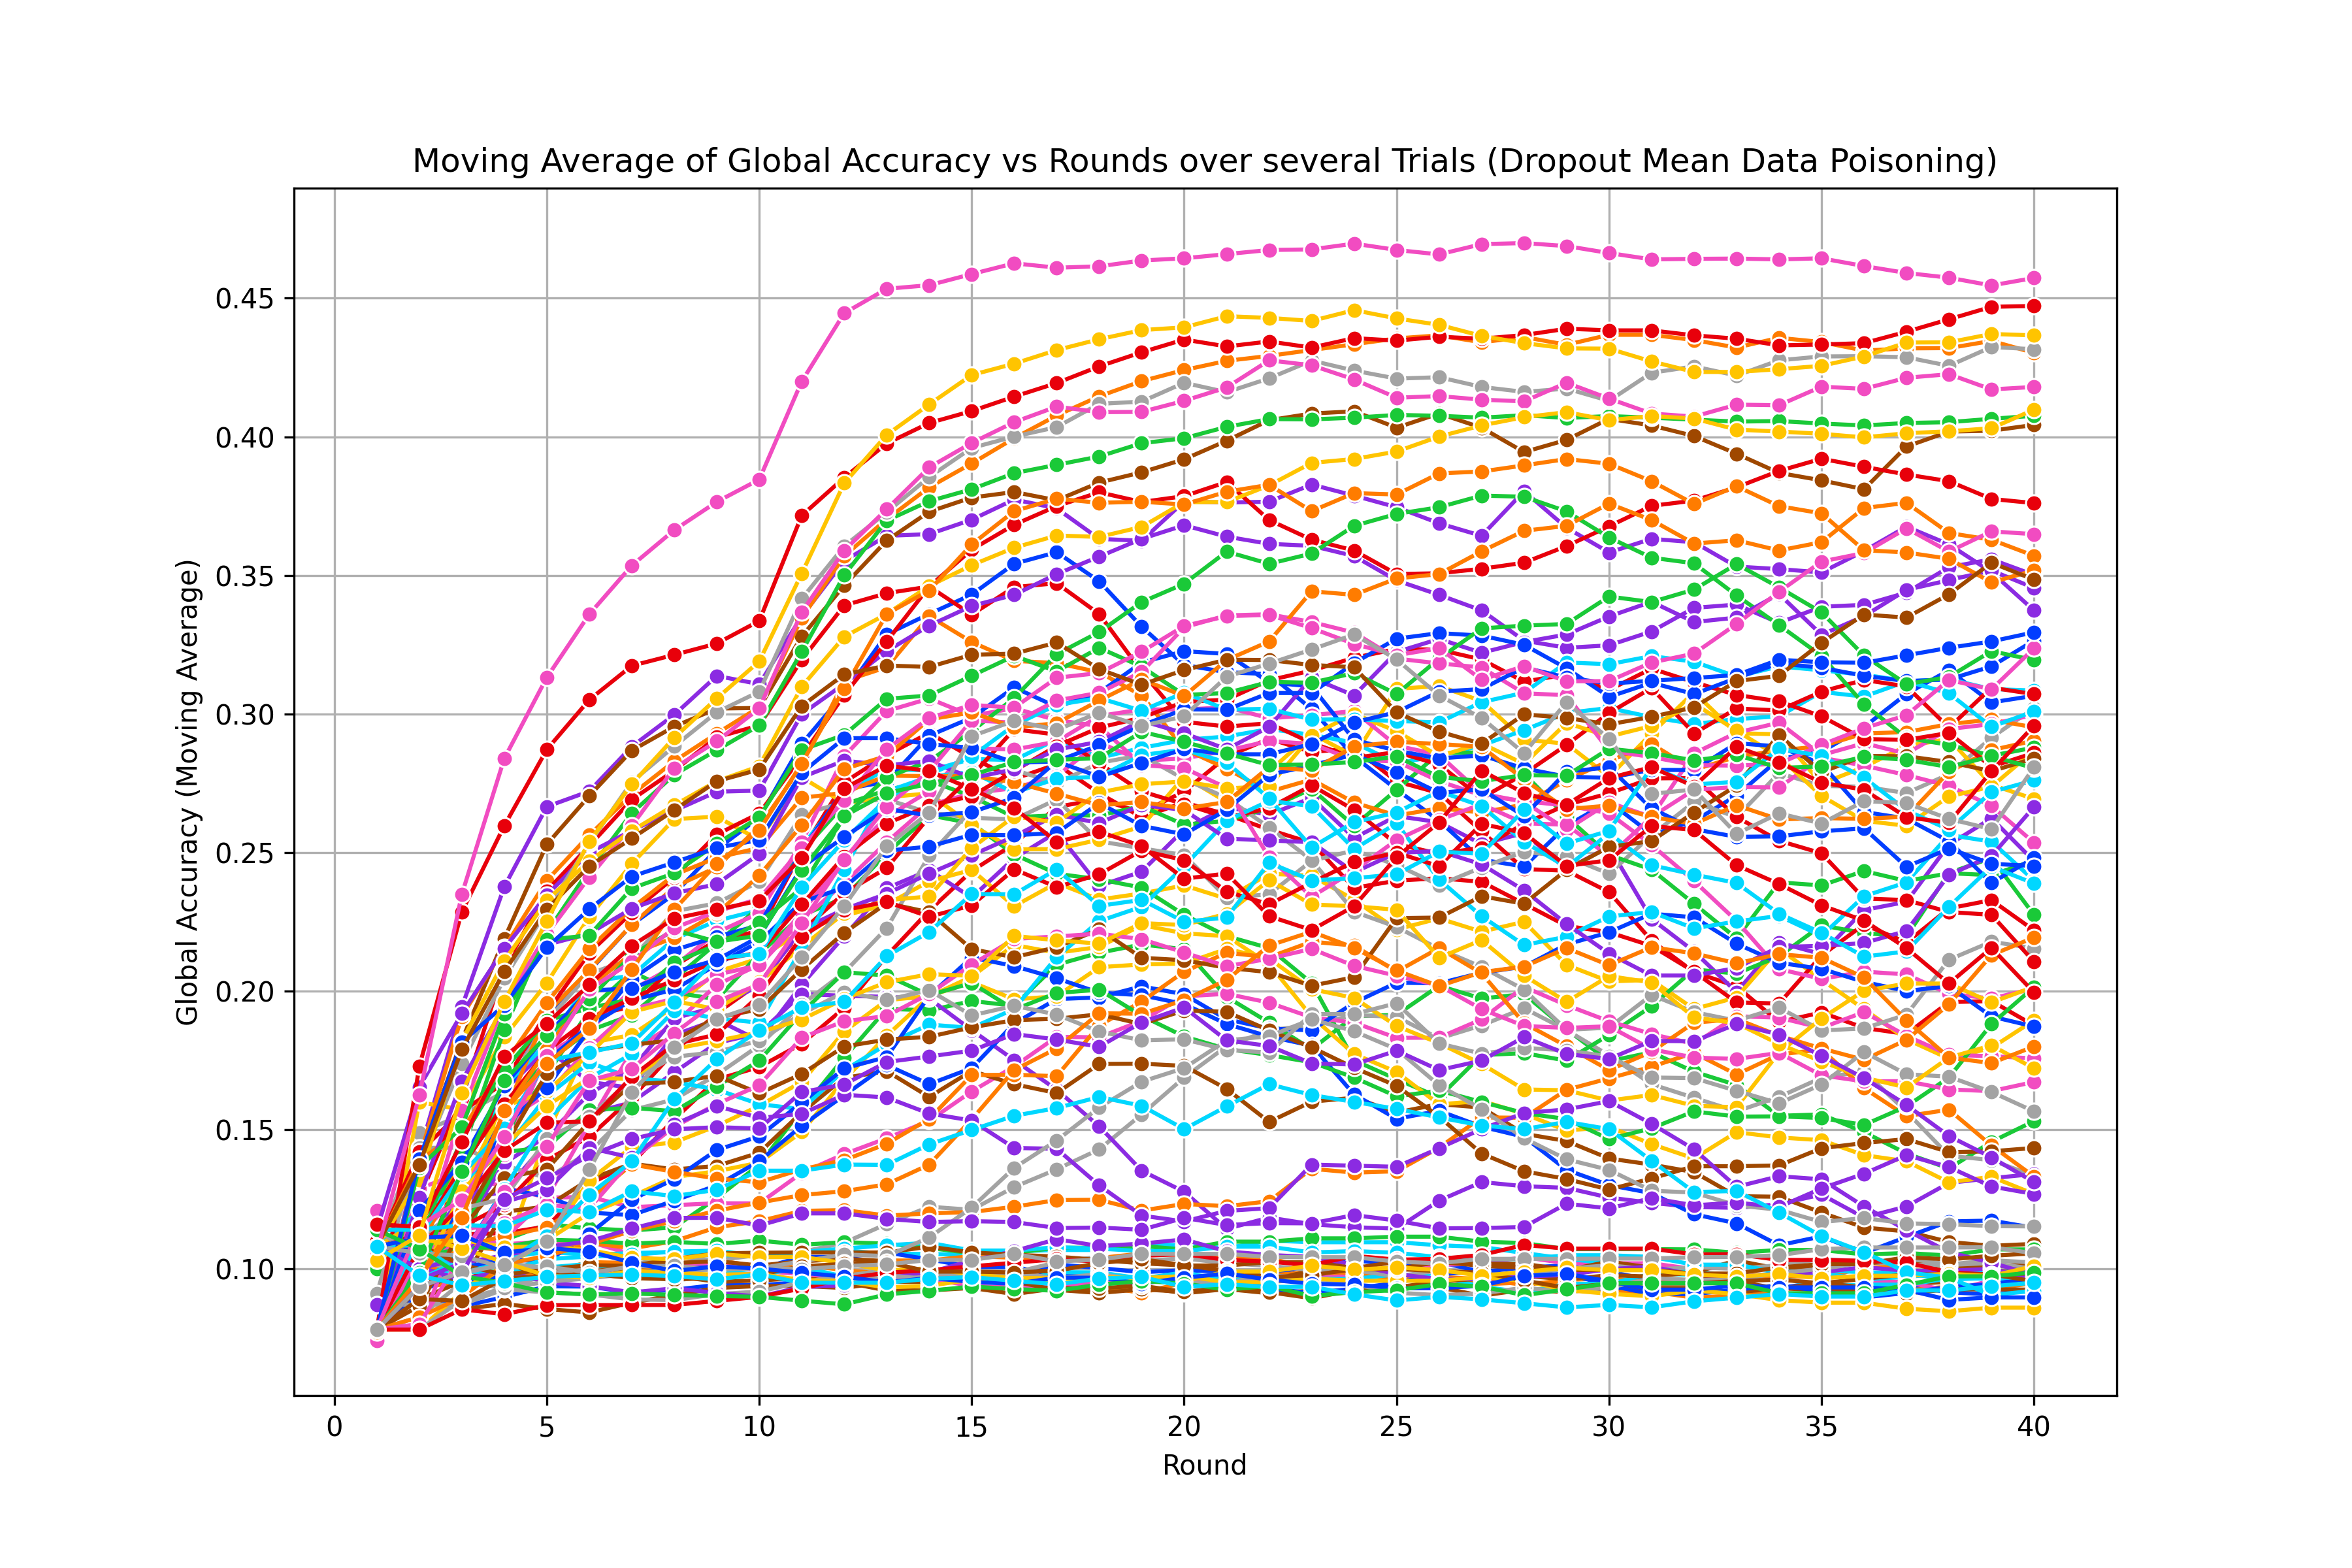 Moving Average of Global Accuracy vs Rounds over several Trials (Dropout Mean Data Poisoning)
Global Accuracy (Moving Average)
0.45
0.40
0.35
0.30
0.25
0.20
0.15
0.10
0 5 10 15 20 25 30 35 40
Round